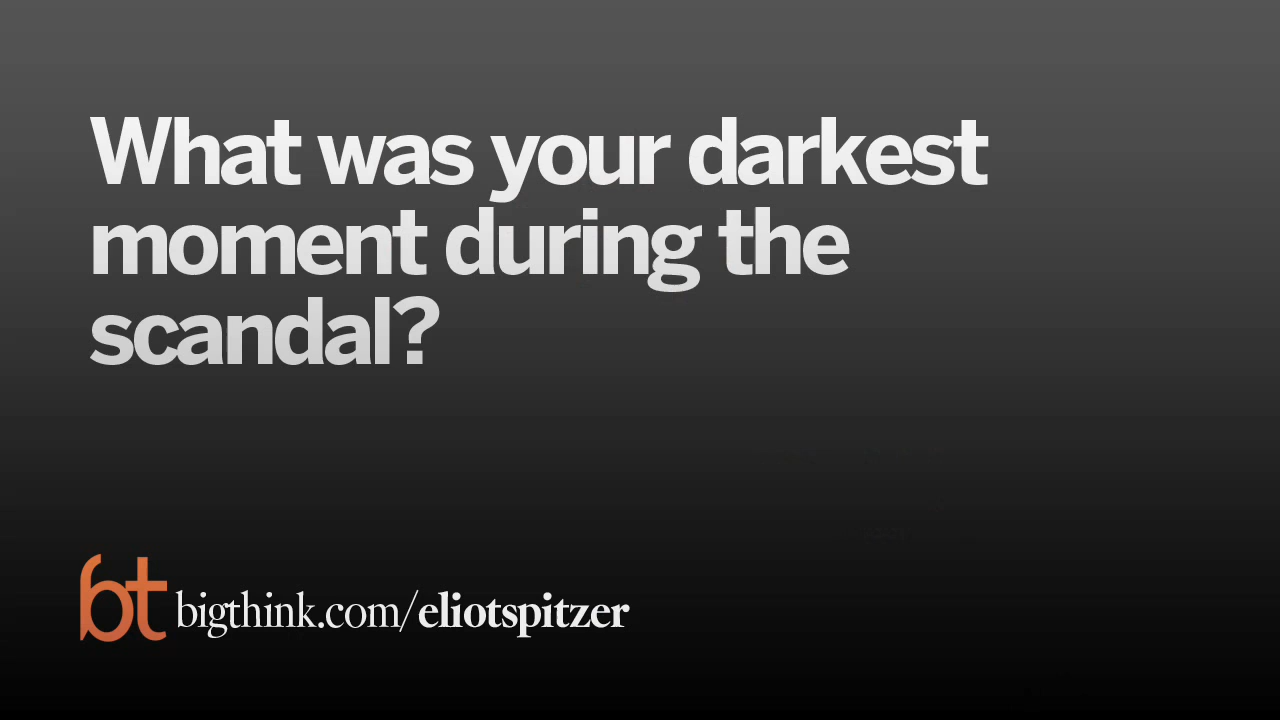 What was your darkest
moment during the
scandal?
bt bigthink.com/eliotspitzer